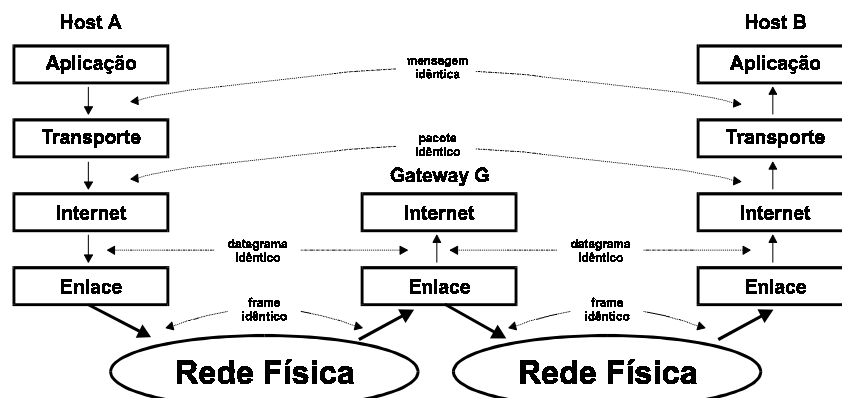 Host A
Host B
Aplicação
mensagem
idêntica
Aplicação
Transporte
pacote
idêntico
Transporte
Gateway G
Internet
Internet
Internet
datagrama
idêntico
datagrama
idêntico
Enlace
Enlace
Enlace
frame
idêntico
frame
idêntico
Rede Física
Rede Física